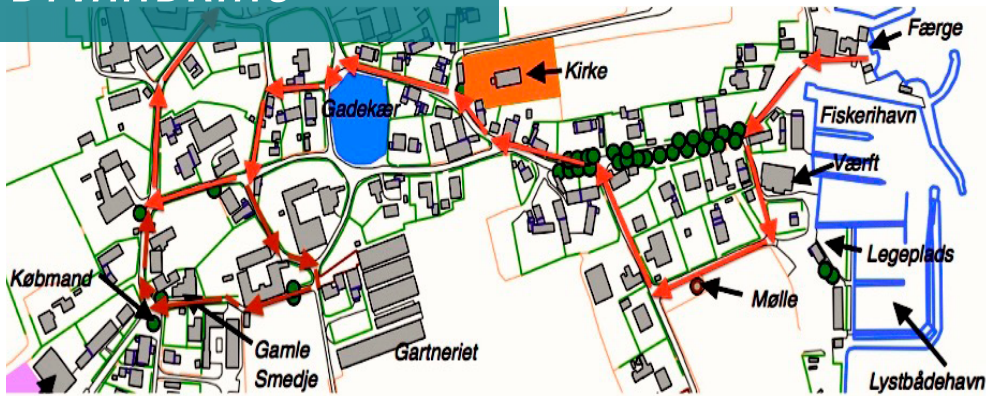 Færge
Kirke
Gadekær
Fiskerihavn
Værft
Købmand
Legeplads
Mølle
Gamle
Smedje
Gartneriet
Lystbådehavn